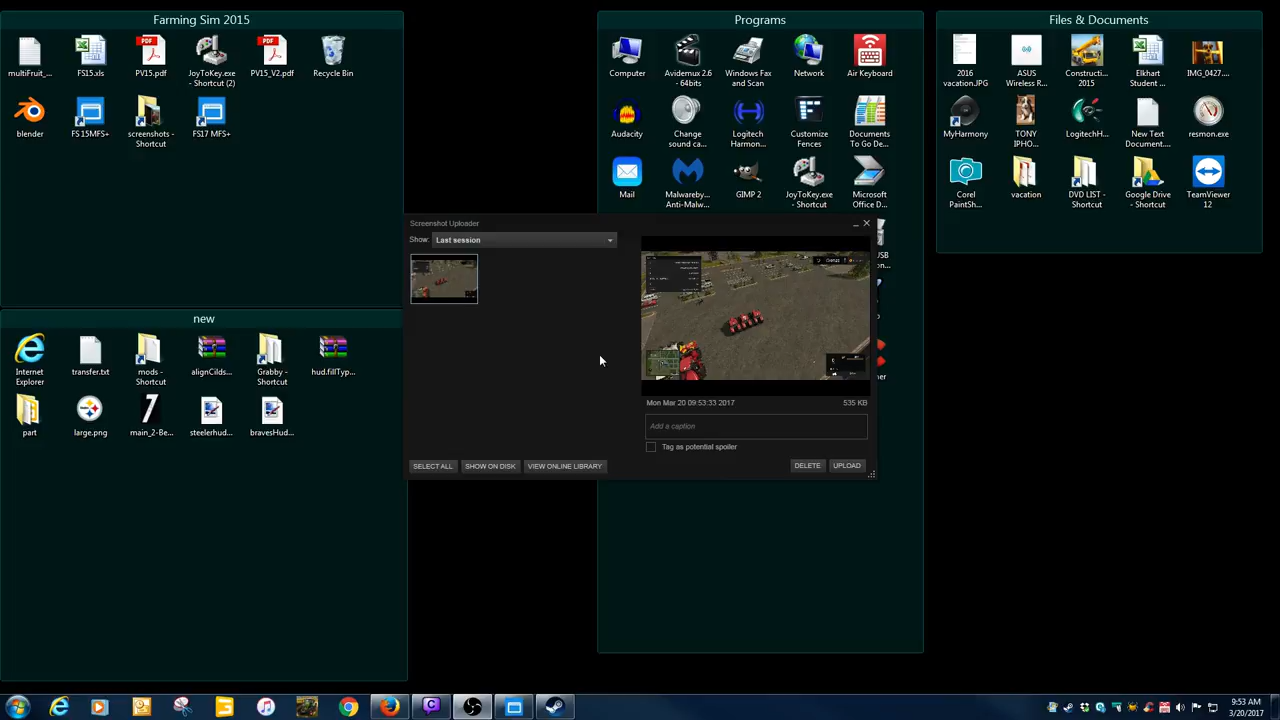 Farming Sim 2015
multiFruit_...
FS15.xls
PV15.pdf
JoyToKey.exe
- Shortcut (2)
PV15_V2.pdf
Recycle Bin
blender
FS15MFS+
screenshots -
Shortcut
FS17 MFS+
new
Internet
Explorer
transfer.txt
mods -
Shortcut
alignCilds...
Grabby -
Shortcut
hud.fillTyp...
part
large.png
main_2-Be...
steelerhud...
bravesHud...
Programs
Computer
Avidemux 2.6
- 64bits
Windows Fax
and Scan
Network
Air Keyboard
Audacity
Change
sound ca...
Logitech
Harmon...
Customize
Fences
Documents
To Go De...
Mail
Malwareby...
Anti-Malw...
GIMP 2
JoyToKey.exe
- Shortcut
Microsoft
Office D...
Files & Documents
2016
vacation.JPG
ASUS
Wireless R...
Constructi...
2015
Elkhart
Student ...
IMG_0427....
MyHarmony
TONY
IPHO...
LogitechH...
New Text
Document....
resmon.exe
Corel
PaintSh...
vacation
DVD LIST -
Shortcut
Google Drive
- Shortcut
TeamViewer
12
Screenshot Uploader
Show:
Last session
Mon Mar 20 09:53:33 2017
535 KB
Add a caption
Tag as potential spoiler
SELECT ALL
SHOW ON DISK
VIEW ONLINE LIBRARY
DELETE
UPLOAD
9:53 AM
3/20/2017